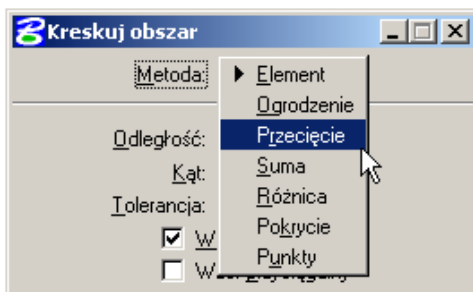 Kreskuj obszar
Metoda:
Element
Ogrodzenie
Przecięcie
Suma
Różnica
Pokrycie
Punkty
Odległość:
Kąt:
Tolerancja: